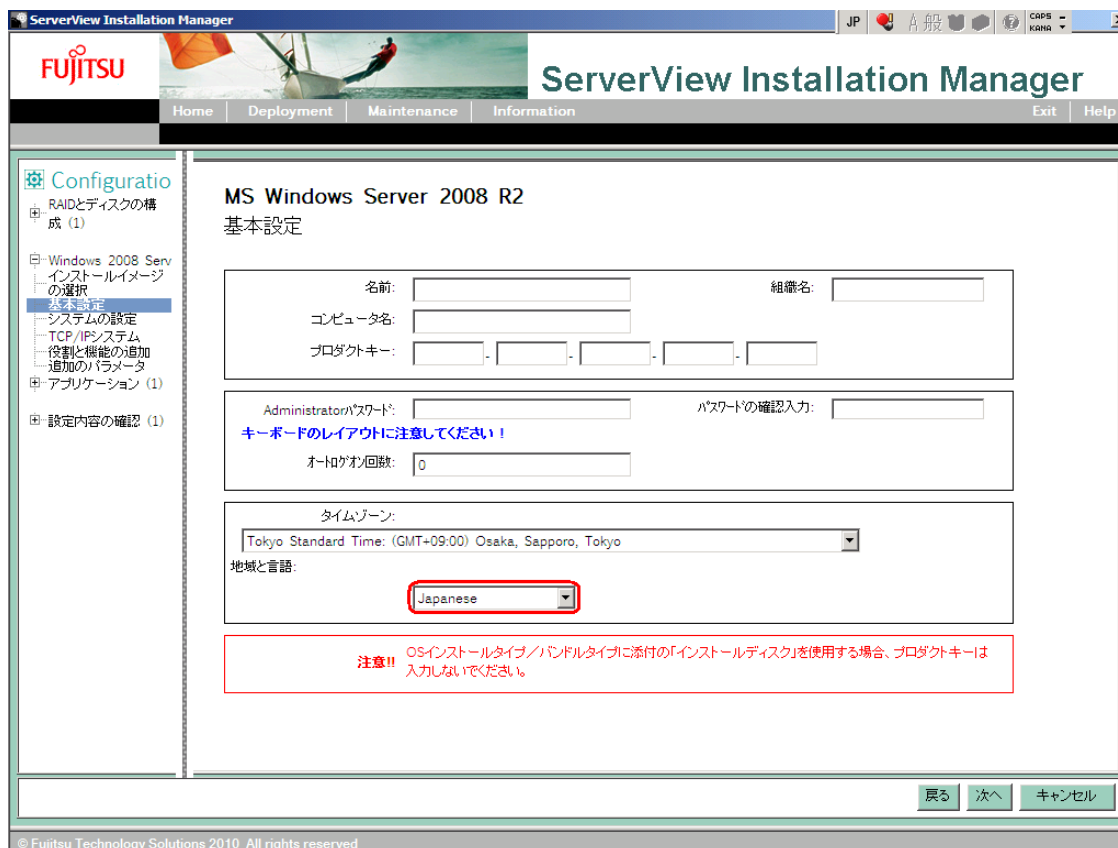 ServerView Installation Manager
JP
A 般
CAPS
KANA
FUJITSU
ServerView Installation Manager
Home Deployment Maintenance Information Exit Help
Configuratio
RAIDとディスクの構
成 (1)
Windows 2008 Serv
インストールイメージ
の選択
基本設定
システムの設定
TCP/IPシステム
役割と機能の追加
追加のパラメータ
アプリケーション (1)
設定内容の確認 (1)
MS Windows Server 2008 R2
基本設定
名前: 組織名:
コンピュータ名:
プロダクトキー: - - - -
Administratorパスワード: パスワードの確認入力:
キーボードのレイアウトに注意してください!
オートログオン回数: 0
タイムゾーン:
Tokyo Standard Time: (GMT+09:00) Osaka, Sapporo, Tokyo
地域と言語:
Japanese
注意!! OSインストールタイプ/バンドルタイプに添付の「インストールディスク」を使用する場合、プロダクトキーは
入力しないでください。
戻る 次へ キャンセル
© Fujitsu Technology Solutions 2010 All rights reserved